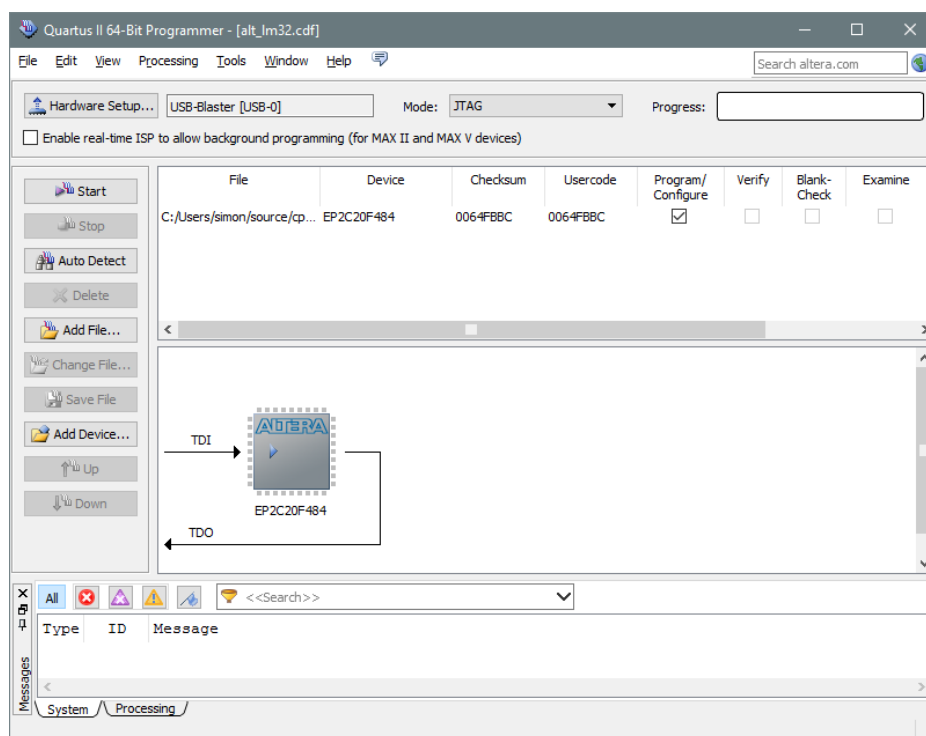 Quartus II 64-Bit Programmer - [alt_lm32.cdf]
File Edit View Processing Tools Window Help
Search altera.com
Hardware Setup... USB-Blaster [USB-0] Mode: JTAG Progress:
Enable real-time ISP to allow background programming (for MAX II and MAX V devices)
File Device Checksum Usercode Program/ Configure Verify Blank- Check Examine
C:/Users/simon/source/cp... EP2C20F484 0064FBBC 0064FBBC
Start
Stop
Auto Detect
Delete
Add File...
Change File...
Save File
Add Device...
Up
Down
TDI
ALTERA
EP2C20F484
TDO
All <<Search>>
Type ID Message
Messages
System Processing